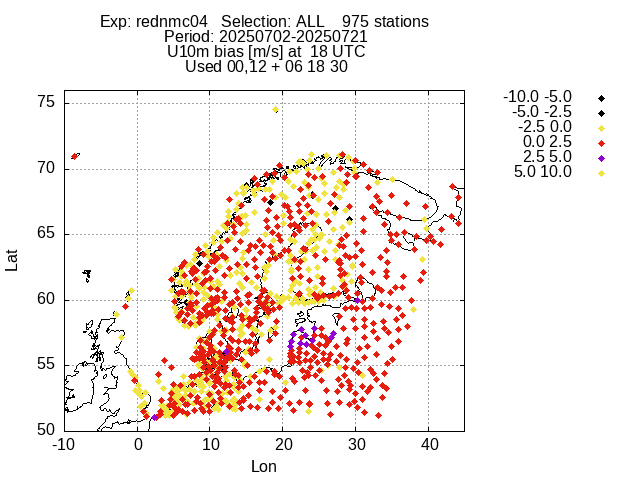 Exp: rednmc04   Selection: ALL    975 stations
Period: 20250702-20250721
U10m bias [m/s] at  18 UTC
Used 00,12 + 06 18 30
-10.0 -5.0
-5.0 -2.5
-2.5 0.0
0.0 2.5
2.5 5.0
5.0 10.0
75
70
65
60
55
50
Lat
-10 0 10 20 30 40
Lon